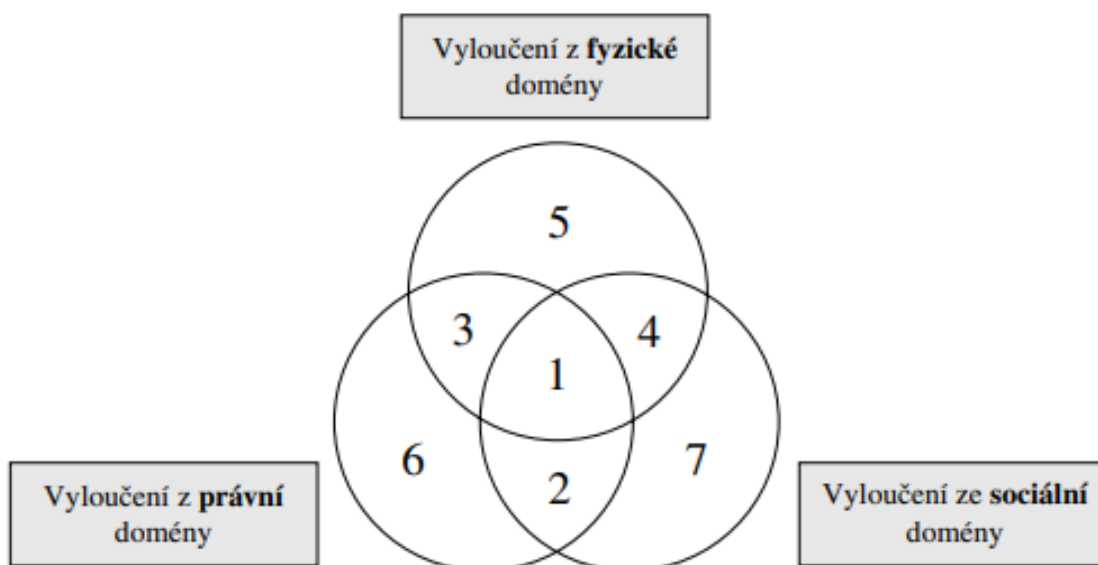 Vyloučení z fyzické
domény
5
3
4
1
6
7
2
Vyloučení z právní
domény
Vyloučení ze sociální
domény